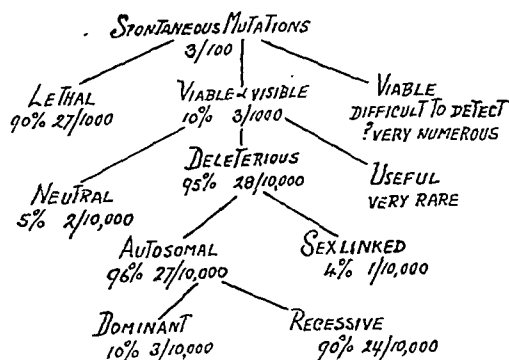 SPONTANEOUS MUTATIONS
3/100
LETHAL
90% 27/1000
VIABLE & VISIBLE
10% 3/1000
VIABLE
DIFFICULT TO DETECT
? VERY NUMEROUS
DELETERIOUS
95% 28/10,000
NEUTRAL
5% 2/10,000
USEFUL
VERY RARE
AUTOSOMAL
96% 27/10,000
SEX LINKED
4% 1/10,000
DOMINANT
10% 3/10,000
RECESSIVE
90% 24/10,000